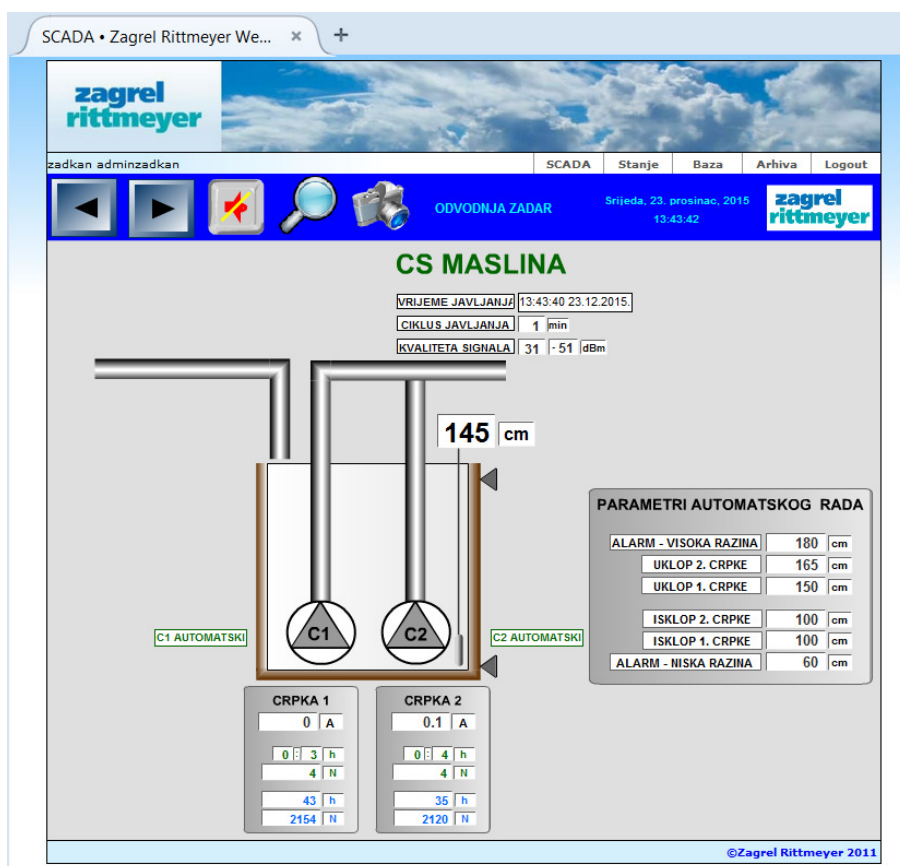 SCADA • Zagrel Rittmeyer We... × +
zagrel
rittmeyer
zadkan adminzadkan
SCADA Stanje Baza Arhiva Logout
ODVODNJA ZADAR
Srijeda, 23. prosinac, 2015
13:43:42
zagrel
rittmeyer
CS MASLINA
VRIJEME JAVLJANJA 13:43:40 23.12.2015.
CIKLUS JAVLJANJA 1 min
KVALITETA SIGNALA 31 - 51 dBm
145 cm
PARAMETRI AUTOMATSKOG RADA
ALARM - VISOKA RAZINA 180 cm
UKLOP 2. CRPKE 165 cm
UKLOP 1. CRPKE 150 cm
ISKLOP 2. CRPKE 100 cm
ISKLOP 1. CRPKE 100 cm
ALARM - NISKA RAZINA 60 cm
C1 AUTOMATSKI C1 C2 C2 AUTOMATSKI
CRPKA 1
0 A
0 : 3 h
4 N
43 h
2154 N
CRPKA 2
0.1 A
0 : 4 h
4 N
35 h
2120 N
©Zagrel Rittmeyer 2011